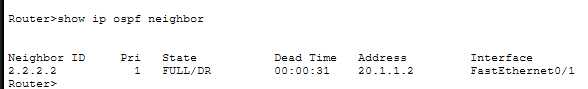 Router>show ip ospf neighbor
Neighbor ID     Pri   State           Dead Time   Address         Interface
2.2.2.2           1   FULL/DR         00:00:31    20.1.1.2        FastEthernet0/1
Router>